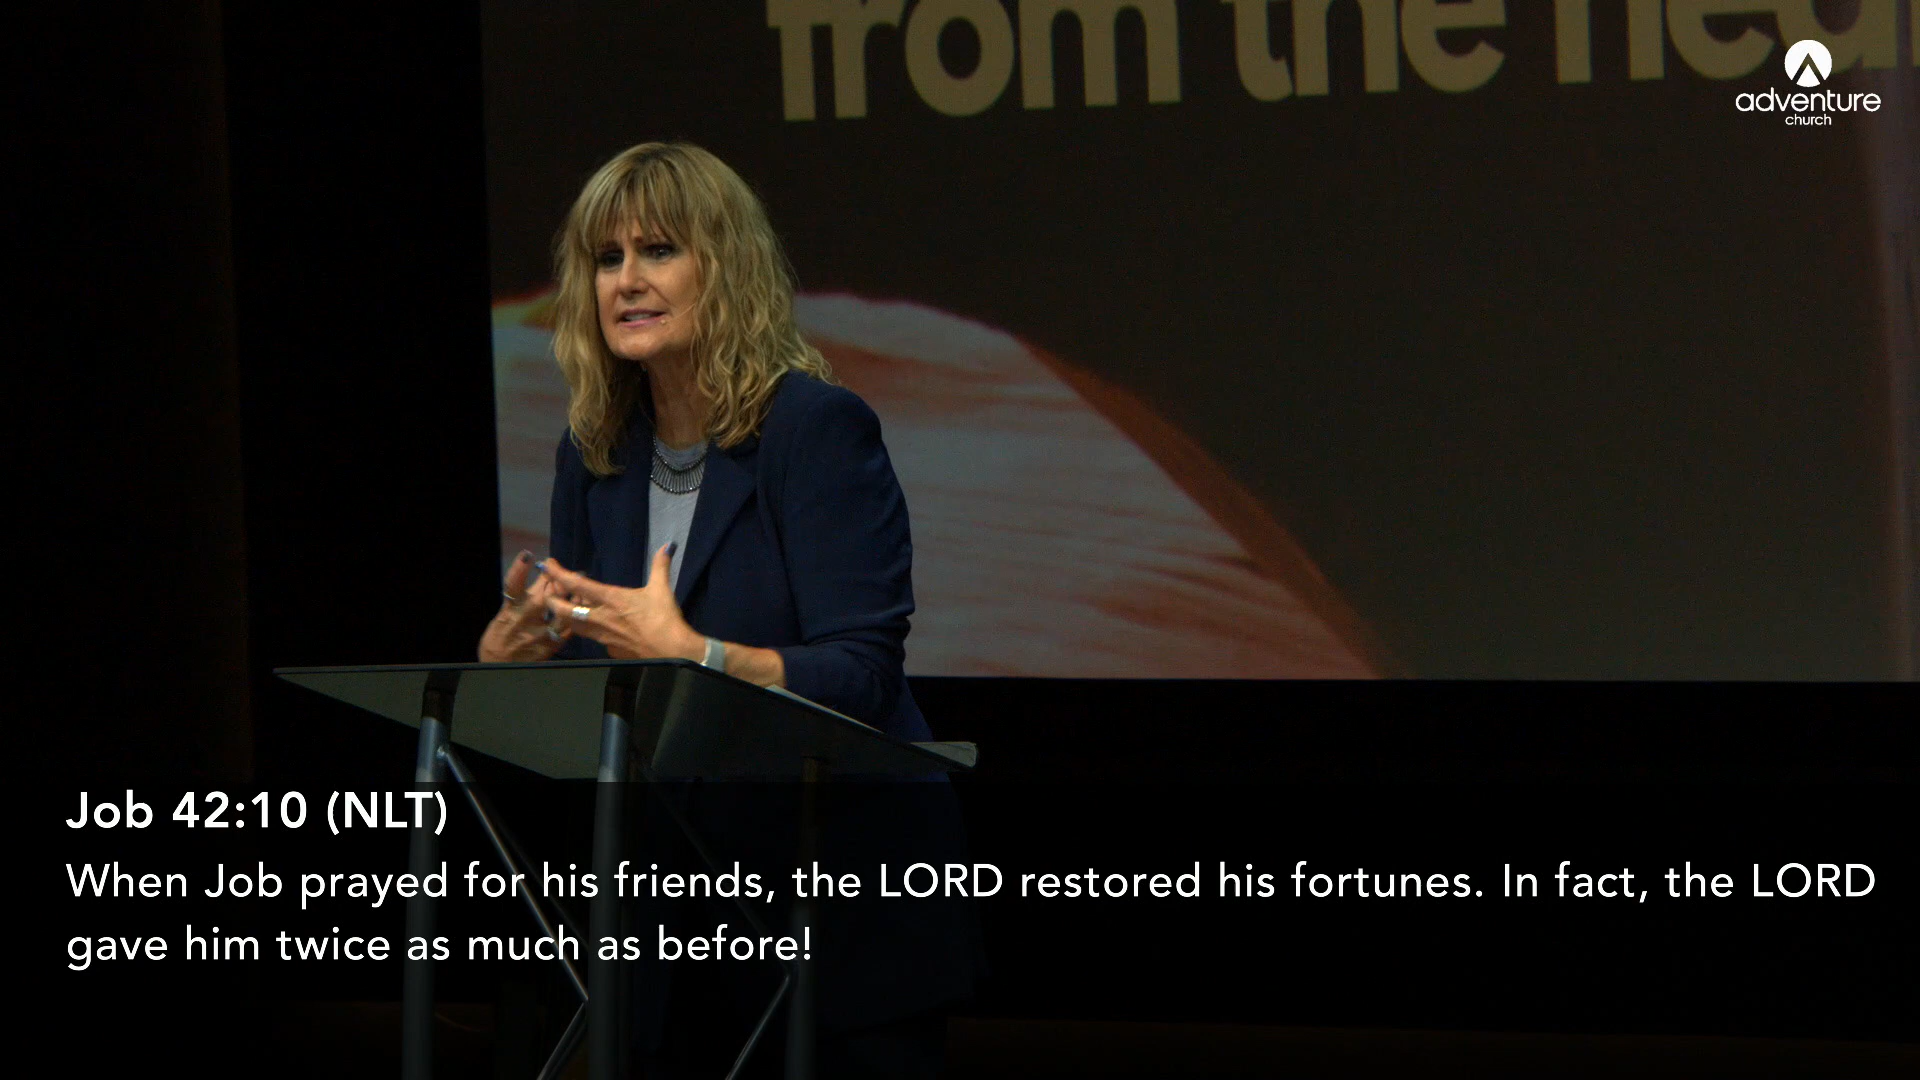 from the
adventure
church
Job 42:10 (NLT)
When Job prayed for his friends, the LORD restored his fortunes. In fact, the LORD
gave him twice as much as before!